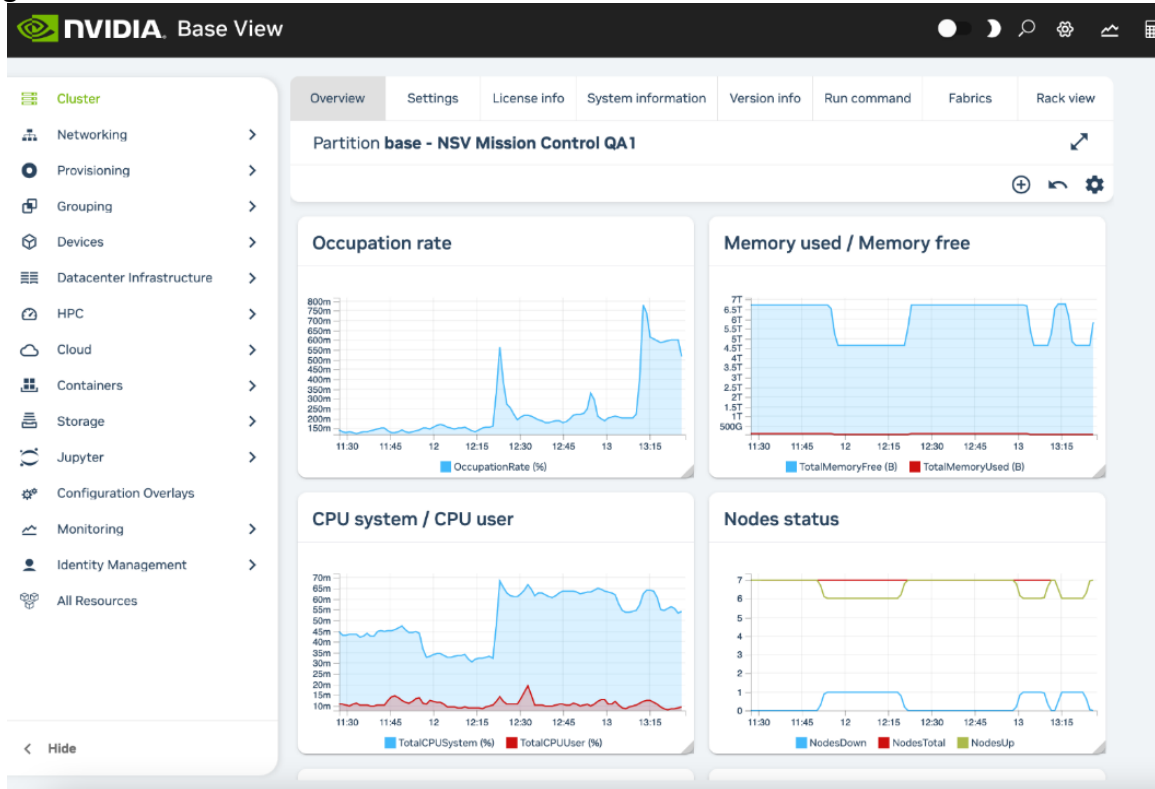 NVIDIA. Base View
Cluster
Networking
Provisioning
Grouping
Devices
Datacenter Infrastructure
HPC
Cloud
Containers
Storage
Jupyter
Configuration Overlays
Monitoring
Identity Management
All Resources
Hide
Overview Settings License info System information Version info Run command Fabrics Rack view
Partition base - NSV Mission Control QA1
Occupation rate
800m
750m
700m
650m
600m
550m
500m
450m
400m
350m
300m
250m
200m
150m
11:30 11:45 12 12:15 12:30 12:45 13 13:15
OccupationRate (%)
Memory used / Memory free
7T
6.5T
6T
5.5T
5T
4.5T
4T
3.5T
3T
2.5T
2T
1.5T
1T
500G
11:30 11:45 12 12:15 12:30 12:45 13 13:15
TotalMemoryFree (B) TotalMemoryUsed (B)
CPU system / CPU user
70m
65m
60m
55m
50m
45m
40m
35m
30m
25m
20m
15m
10m
11:30 11:45 12 12:15 12:30 12:45 13 13:15
TotalCPUSystem (%) TotalCPUUser (%)
Nodes status
7
6
5
4
3
2
1
0
11:30 11:45 12 12:15 12:30 12:45 13 13:15
NodesDown NodesTotal NodesUp